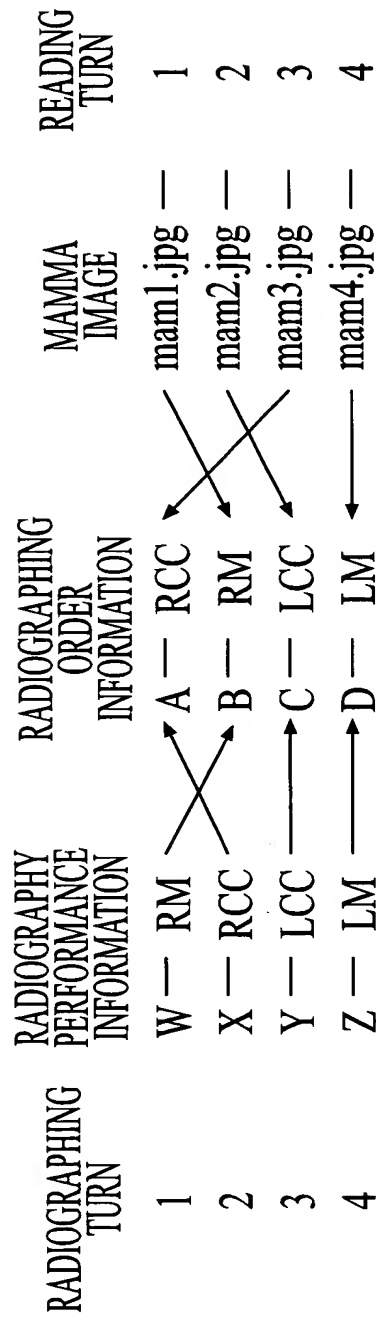 RADIOGRAPHING
TURN
1
2
3
4
RADIOGRAPHY
PERFORMANCE
INFORMATION
W — RM
X — RCC
Y — LCC
Z — LM
RADIOGRAPHING
ORDER
INFORMATION
A — RCC
B — RM
C — LCC
D — LM
MAMMA
IMAGE
mam1.jpg —
mam2.jpg —
mam3.jpg —
mam4.jpg —
READING
TURN
1
2
3
4